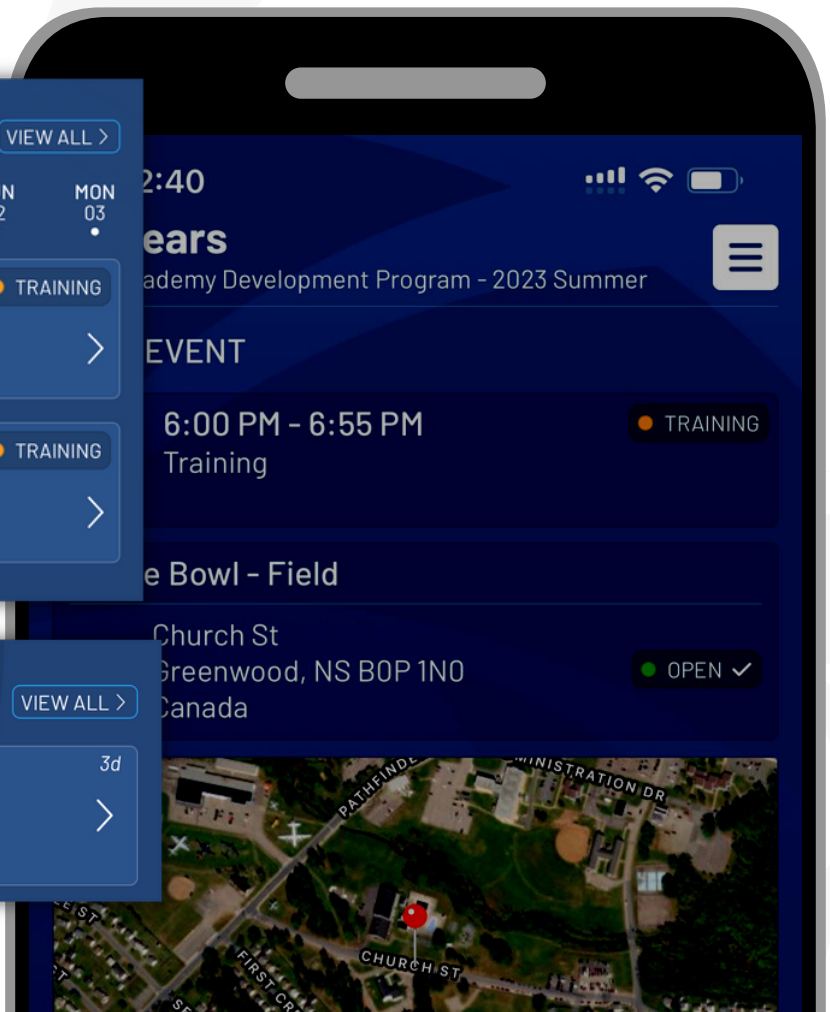 VIEW ALL >
MON
03
TRAINING
TRAINING
VIEW ALL >
3d
2:40
ears
ademy Development Program - 2023 Summer
EVENT
6:00 PM - 6:55 PM
TRAINING
Training
e Bowl - Field
Church St
Greenwood, NS B0P 1N0
Canada
OPEN ✓
PATHFINDE
MINISTRATION DR
CHURCH ST
FIRST CR